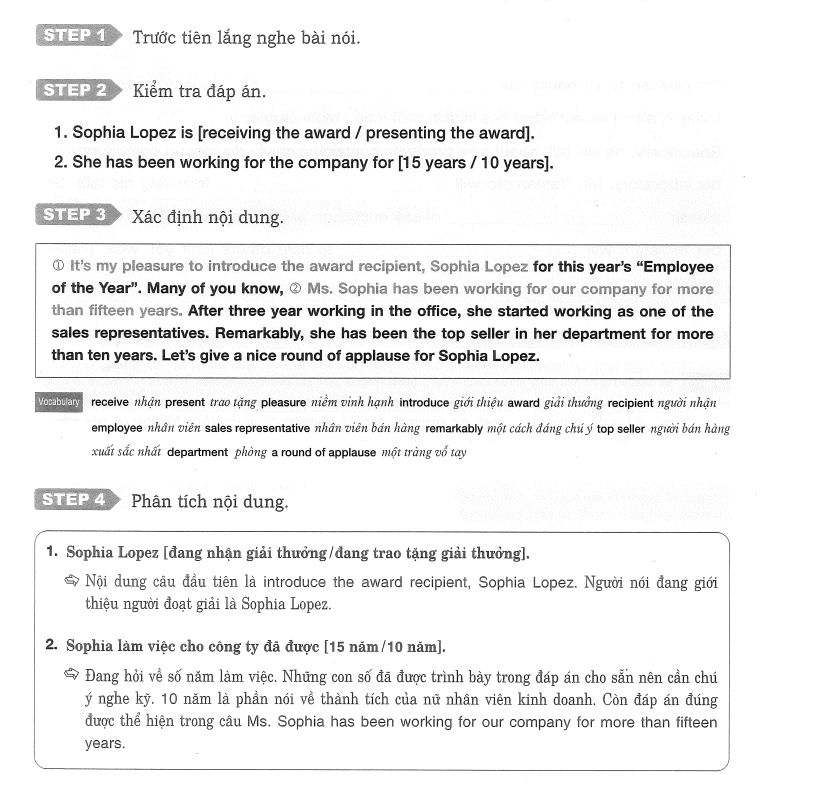 STEP 1 Trước tiên lắng nghe bài nói.
STEP 2 Kiểm tra đáp án.
1. Sophia Lopez is [receiving the award / presenting the award].
2. She has been working for the company for [15 years / 10 years].
STEP 3 Xác định nội dung.
① It's my pleasure to introduce the award recipient, Sophia Lopez for this year's “Employee
of the Year”. Many of you know, ② Ms. Sophia has been working for our company for more
than fifteen years. After three year working in the office, she started working as one of the
sales representatives. Remarkably, she has been the top seller in her department for more
than ten years. Let's give a nice round of applause for Sophia Lopez.
Vocabulary receive nhận present trao tặng pleasure niềm vinh hạnh introduce giới thiệu award giải thưởng recipient người nhận
employee nhân viên sales representative nhân viên bán hàng remarkably một cách đáng chú ý top seller người bán hàng
xuất sắc nhất department phòng a round of applause một tràng vỗ tay
STEP 4 Phân tích nội dung.
1. Sophia Lopez [đang nhận giải thưởng/đang trao tặng giải thưởng].
➪ Nội dung câu đầu tiên là introduce the award recipient, Sophia Lopez. Người nói đang giới
thiệu người đoạt giải là Sophia Lopez.
2. Sophia làm việc cho công ty đã được [15 năm/10 năm].
➪ Đang hỏi về số năm làm việc. Những con số đã được trình bày trong đáp án cho sẵn nên cần chú
ý nghe kỹ. 10 năm là phần nói về thành tích của nữ nhân viên kinh doanh. Còn đáp án đúng
được thể hiện trong câu Ms. Sophia has been working for our company for more than fifteen
years.